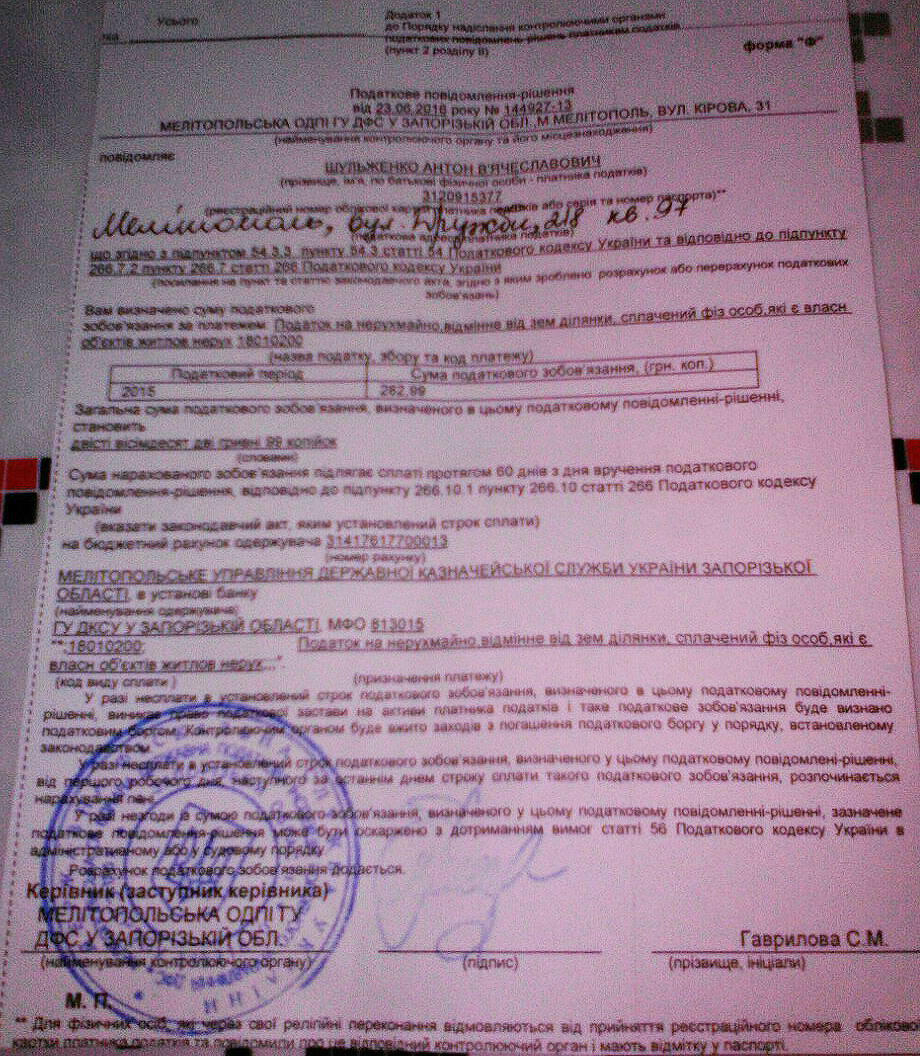 Усього
Додаток 1
до Порядку надіслання контролюючими органами
податкових повідомлень-рішень платникам податків
(пункт 2 розділу ІІ)
форма "Ф"
Податкове повідомлення-рішення
від 23.06.2016 року № 144927-13
МЕЛІТОПОЛЬСЬКА ОДПІ ГУ ДФС У ЗАПОРІЗЬКІЙ ОБЛ. М МЕЛІТОПОЛЬ, ВУЛ. КІРОВА, 31
(найменування контролюючого органу та його місцезнаходження)
повідомляє
ШУЛЬЖЕНКО АНТОН В'ЯЧЕСЛАВОВИЧ
(прізвище, ім'я, по батькові фізичної особи - платника податків)
3120915377
(реєстраційний номер облікової картки платника податків або серія та номер паспорта)**
Мелітополь, вул. Дружби, 218 кв. 97
податкова адреса платника податків)
що згідно з підпунктом 54.3.3 пункту 54.3 статті 54 Податкового кодексу України та відповідно до підпункту
266.7.2 пункту 266.7 статті 266 Податкового кодексу України
(посилання на пункт та статтю законодавчого акта, згідно з яким зроблено розрахунок або перерахунок податкових
зобов'язань)
Вам визначено суму податкового
зобов'язання за платежем: Податок на нерухмайно,відмінне від зем ділянки, сплачений фіз особ,які є власн
об'єктів житлов нерух 18010200
(назва податку, збору та код платежу)
Податковий період Сума податкового зобов'язання, (грн. коп.)
2015 282.99
Загальна сума податкового зобов'язання, визначеного в цьому податковому повідомленні-рішенні,
становить
двісті вісімдесят дві гривні 99 копійок
(словами)
Сума нарахованого зобов'язання підлягає сплаті протягом 60 днів з дня вручення податкового
повідомлення-рішення, відповідно до підпункту 266.10.1 пункту 266.10 статті 266 Податкового кодексу
України
(вказати законодавчий акт, яким установлений строк сплати)
на бюджетний рахунок одержувача 31417617700013
(номер рахунку)
МЕЛІТОПОЛЬСЬКЕ УПРАВЛІННЯ ДЕРЖАВНОЇ КАЗНАЧЕЙСЬКОЇ СЛУЖБИ УКРАЇНИ ЗАПОРІЗЬКОЇ
ОБЛАСТІ, в установі банку
(найменування одержувача)
ГУ ДКСУ У ЗАПОРІЗЬКІЙ ОБЛАСТІ, МФО 813015
"*;18010200; Податок на нерухмайно,відмінне від зем ділянки, сплачений фіз особ,які є
власн об'єктів житлов нерух;;;".
(код виду сплати ) (призначення платежу)
У разі несплати в установлений строк податкового зобов'язання, визначеного в цьому податковому повідомленні-
рішенні, виникає право податкової застави на активи платника податків і таке податкове зобов'язання буде визнано
податковим боргом. Контролюючим органом буде вжито заходів з погашення податкового боргу у порядку, встановленому
законодавством.
У разі несплати в установлений строк податкового зобов'язання, визначеного у цьому податковому повідомлені-рішенні,
від першого робочого дня, наступного за останнім днем строку сплати такого податкового зобов'язання, розпочинається
нарахування пені.
У разі незгоди із сумою податкового зобов'язання, визначеного у цьому податковому повідомленні-рішенні, зазначене
податкове повідомлення-рішення може бути оскаржено з дотриманням вимог статті 56 Податкового кодексу України в
адміністративному або у судовому порядку.
Розрахунок податкового зобов'язання додається.
Керівник (заступник керівника)
МЕЛІТОПОЛЬСЬКА ОДПІ ГУ
ДФС У ЗАПОРІЗЬКІЙ ОБЛ. Гаврилова С.М.
(найменування контролюючого органу) (підпис) (прізвище, ініціали)
М. П.
** Для фізичних осіб, які через свої релігійні переконання відмовляються від прийняття реєстраційного номера облікової
картки платника податків та повідомили про це відповідний контролюючий орган і мають відмітку у паспорті.